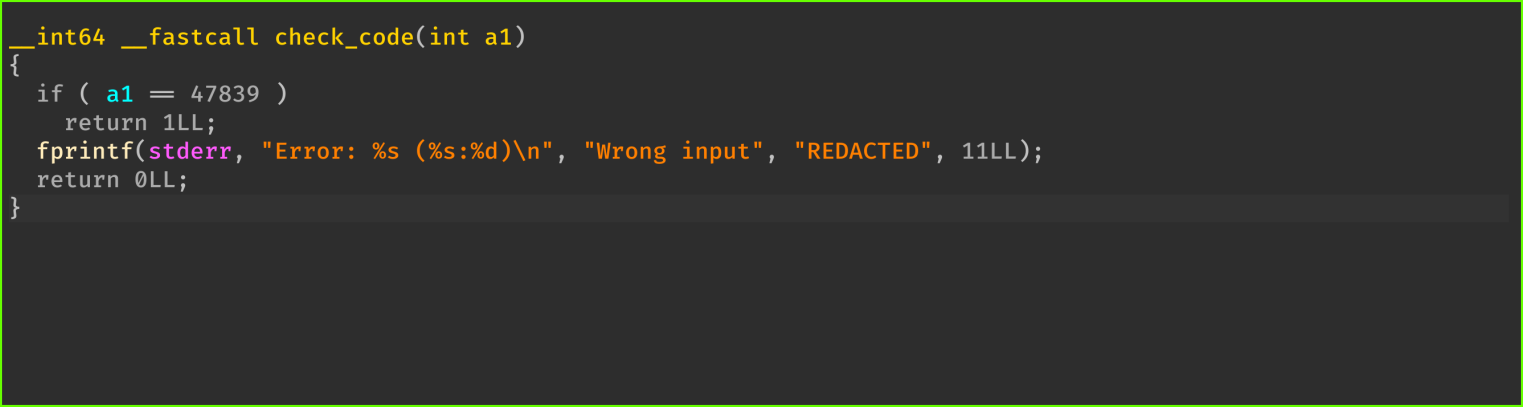 __int64 __fastcall check_code(int a1)
{
  if ( a1 == 47839 )
    return 1LL;
  fprintf(stderr, "Error: %s (%s:%d)\n", "Wrong input", "REDACTED", 11LL);
  return 0LL;
}